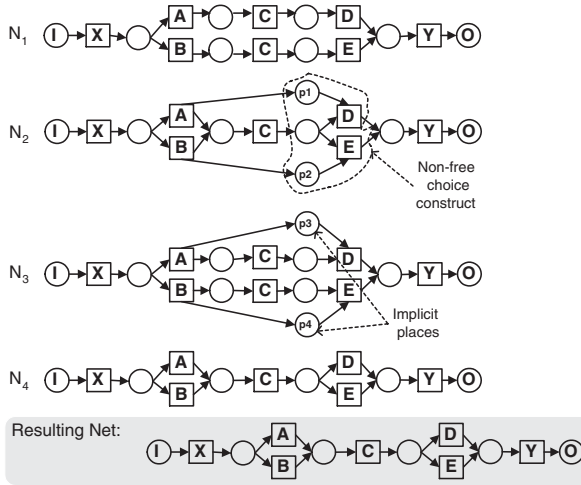 N1
I X A C D B C E Y O
p1
N2
I X A B C D E Y O
p2
Non-free
choice
construct
p3
N3
I X A C D B C E Y O
p4
Implicit
places
N4
I X A B C D E Y O
Resulting Net:
I X A B C D E Y O